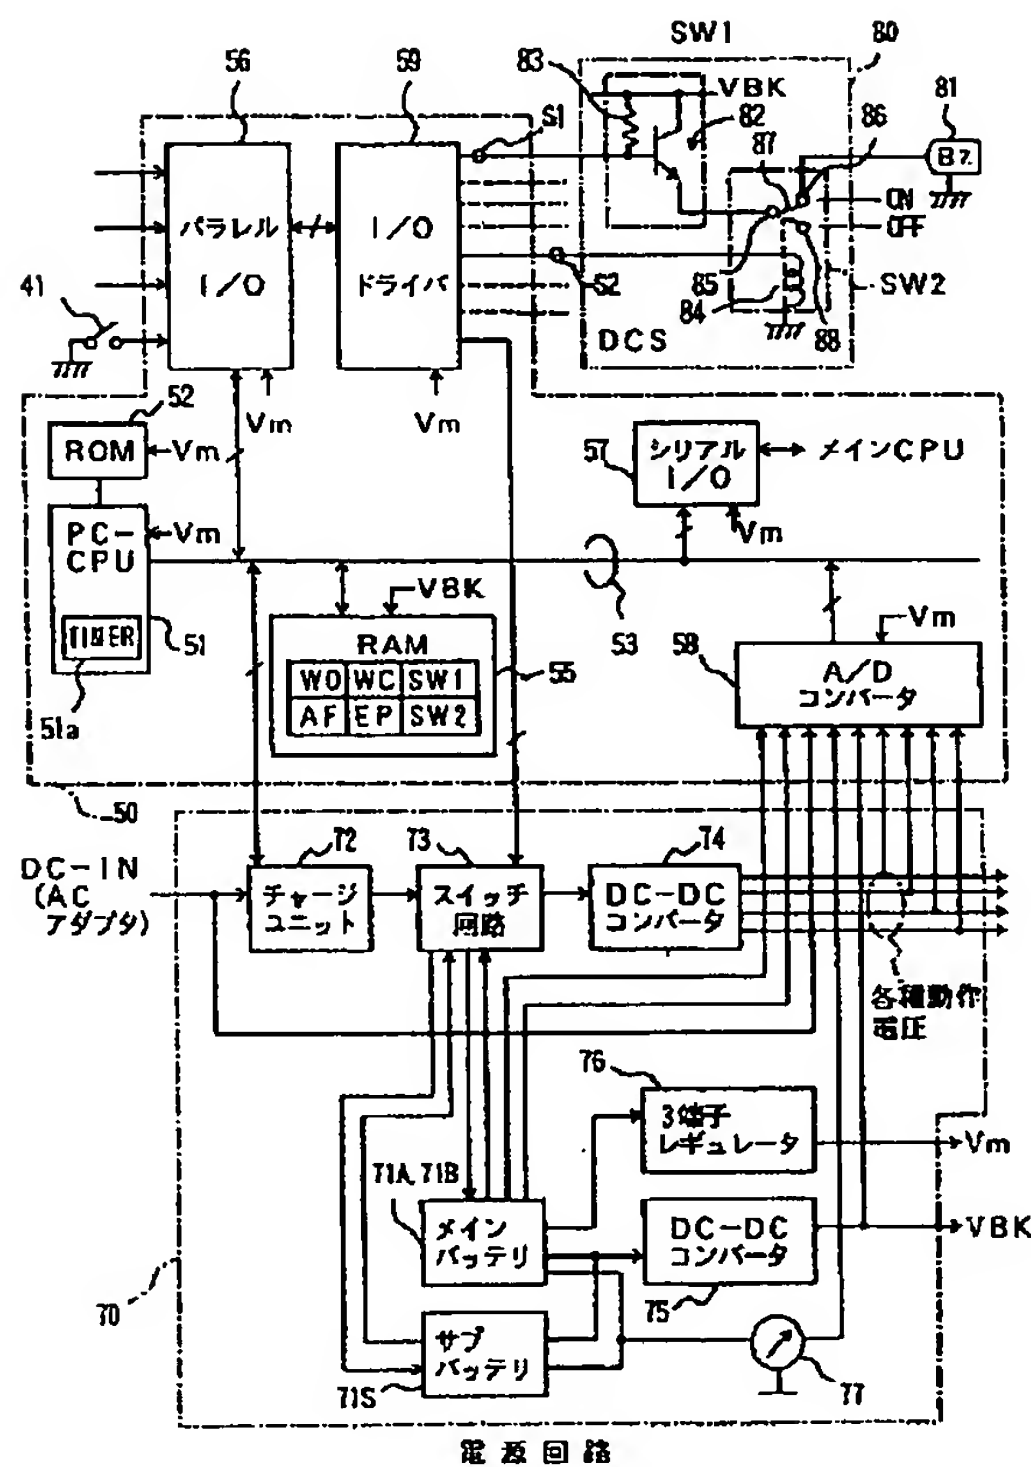 SW1
80
56
59
83
S1
VBK
82
87
86
81
BZ
パラレル
I/O
I/O
ドライバ
ON
OFF
41
S2
85
84
SW2
88
DCS
Vm
Vm
52
ROM
Vm
57
シリアル
I/O
メインCPU
PC-
CPU
Vm
Vm
VBK
TIMER
51
RAM
53
58
Vm
WO WC SW1
AF EP SW2
55
A/D
コンバータ
51a
50
DC-IN
(AC
アダプタ)
72
73
74
チャージ
ユニット
スイッチ
回路
DC-DC
コンバータ
各種動作
電圧
76
3端子
レギュレータ
Vm
71A, 71B
メイン
バッテリ
DC-DC
コンバータ
VBK
70
75
サブ
バッテリ
71S
77
電源回路